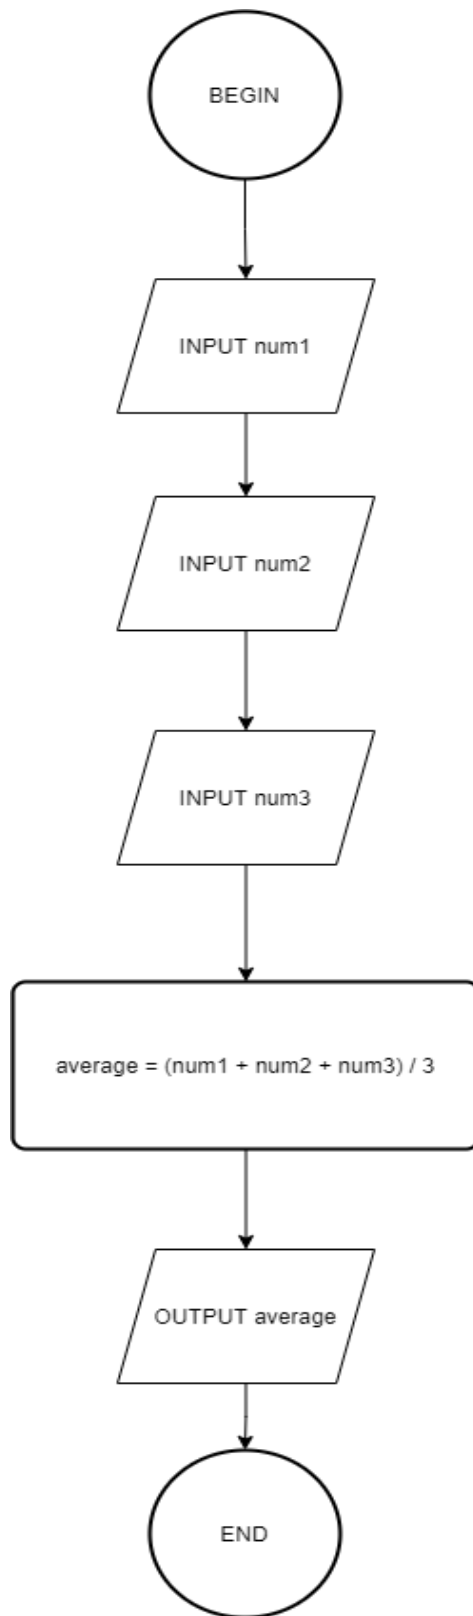 BEGIN
INPUT num1
INPUT num2
INPUT num3
average = (num1 + num2 + num3) / 3
OUTPUT average
END